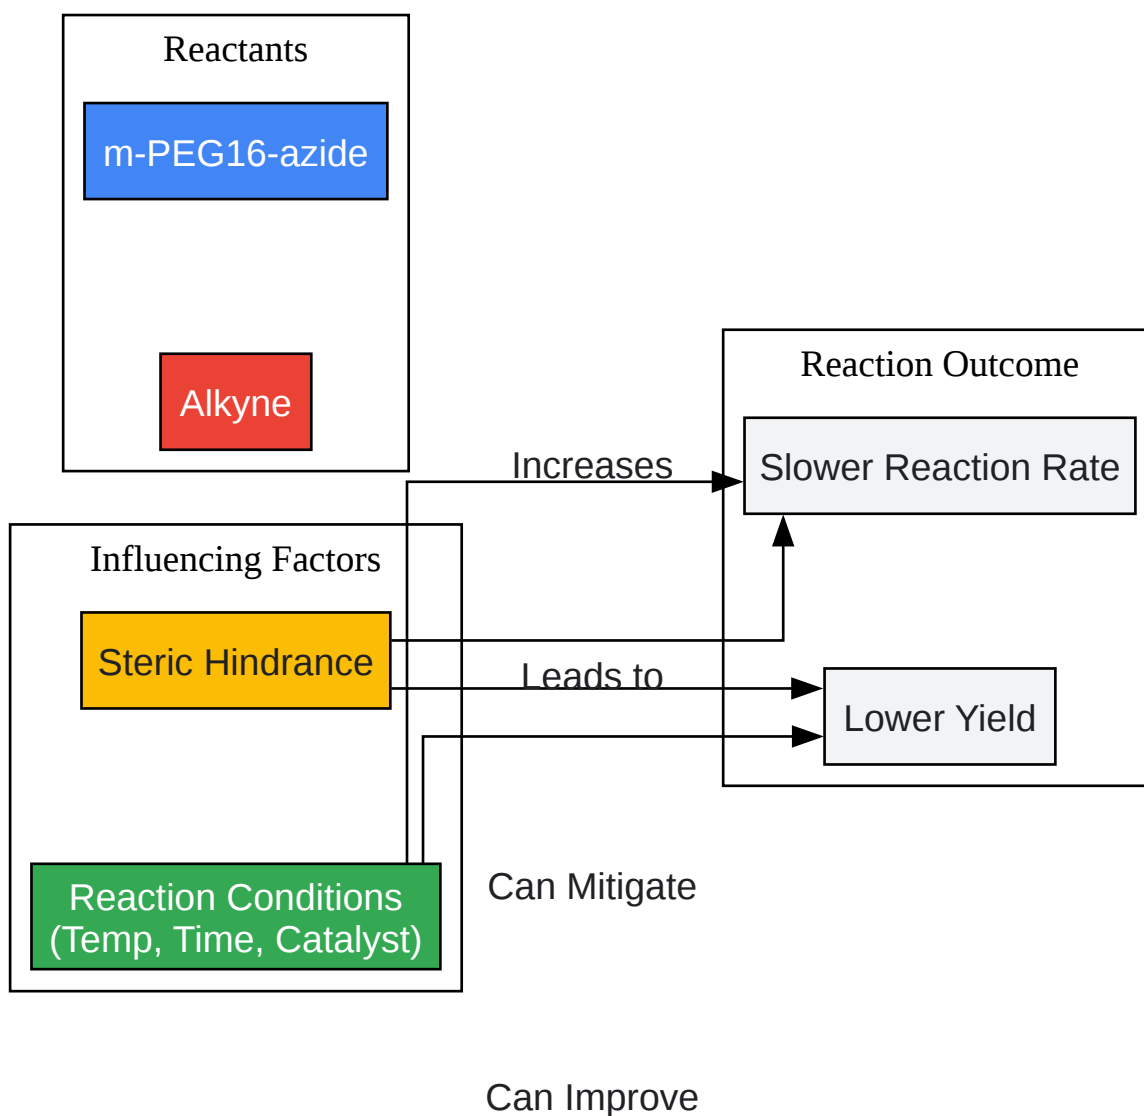 Reactants
m-PEG16-azide
Alkyne
Reaction Outcome
Increases
Slower Reaction Rate
Influencing Factors
Steric Hindrance
Leads to
Lower Yield
Reaction Conditions
(Temp, Time, Catalyst)
Can Mitigate
Can Improve